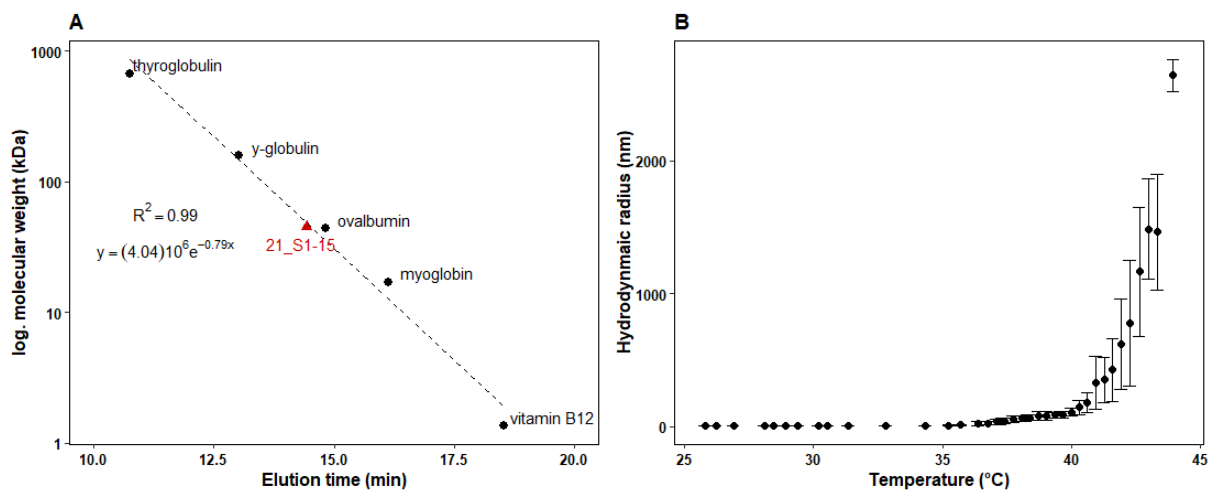 A
log. molecular weight (kDa)
1000
100
10
1
thyroglobulin
y-globulin
ovalbumin
R² = 0.99
21_S1-15
y = (4.04)10⁶e⁻⁰·⁷⁹ˣ
myoglobin
vitamin B12
10.0 12.5 15.0 17.5 20.0
Elution time (min)
B
Hydrodynmaic radius (nm)
2000
1000
0
25 30 35 40 45
Temperature (°C)